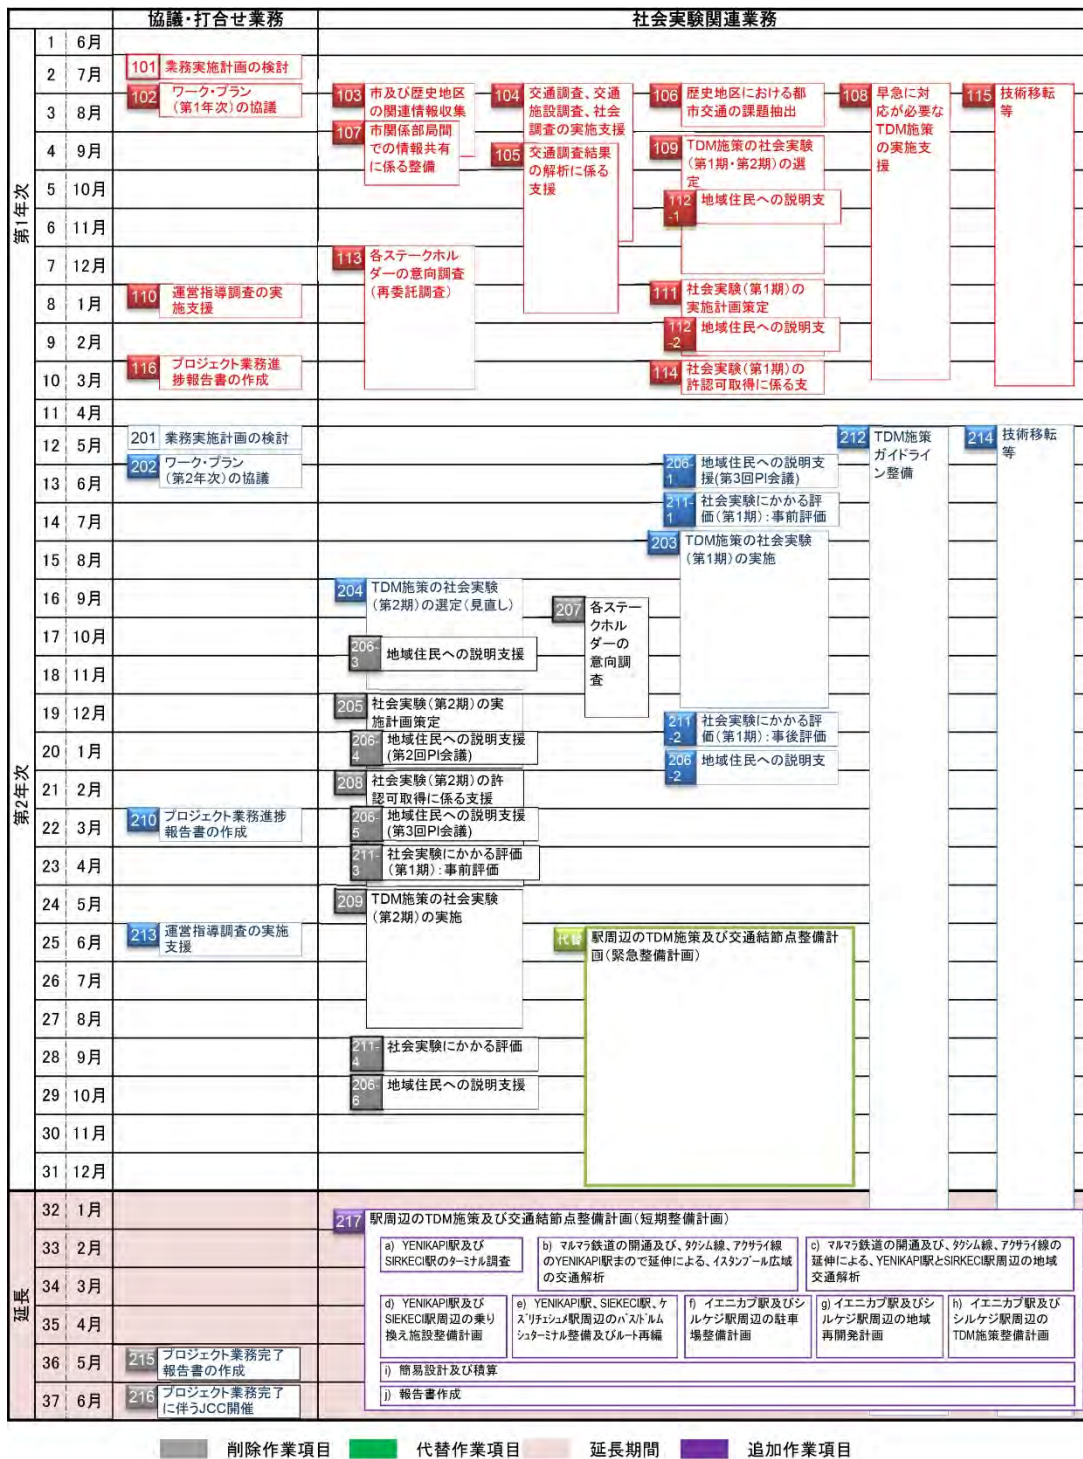 協議・打合せ業務
社会実験関連業務
第1年次
1 6月
2 7月
3 8月
4 9月
5 10月
6 11月
7 12月
8 1月
9 2月
10 3月
11 4月
第2年次
12 5月
13 6月
14 7月
15 8月
16 9月
17 10月
18 11月
19 12月
20 1月
21 2月
22 3月
23 4月
24 5月
25 6月
26 7月
27 8月
28 9月
29 10月
30 11月
31 12月
延長
32 1月
33 2月
34 3月
35 4月
36 5月
37 6月
101 業務実施計画の検討
102 ワーク・プラン
(第1年次)の協議
110 運営指導調査の実
施支援
116 プロジェクト業務進
捗報告書の作成
103 市及び歴史地区
の関連情報収集
107 市関係部局間
での情報共有
に係る整備
104 交通調査、交通
施設調査、社会
調査の実施支援
105 交通調査結果
の解析に係る
支援
106 歴史地区における都
市交通の課題抽出
109 TDM施策の社会実験
(第1期・第2期)の選
定
112
-1 地域住民への説明支
108 早急に対
応が必要な
TDM施策
の実施支
援
115 技術移転
等
113 各ステークホル
ダーの意向調査
(再委託調査)
111 社会実験(第1期)の
実施計画策定
112
-2 地域住民への説明支
114 社会実験(第1期)の
許認可取得に係る支
201 業務実施計画の検討
202 ワーク・プラン
(第2年次)の協議
210 プロジェクト業務進捗
報告書の作成
213 運営指導調査の実施
支援
215 プロジェクト業務完了
報告書の作成
216 プロジェクト業務完了
に伴うJCC開催
212 TDM施策
ガイドライ
ン整備
214 技術移転
等
206-
1 地域住民への説明支
援(第3回PI会議)
211-
1 社会実験にかかる評
価(第1期):事前評価
203 TDM施策の社会実験
(第1期)の実施
204 TDM施策の社会実験
(第2期)の選定(見直し)
206-
3 地域住民への説明支援
207 各ステー
クホル
ダーの
意向調
査
205 社会実験(第2期)の実
施計画策定
206-
4 地域住民への説明支援
(第2回PI会議)
208 社会実験(第2期)の許
認可取得に係る支援
206-
5 地域住民への説明支援
(第3回PI会議)
211-
3 社会実験にかかる評価
(第1期):事前評価
209 TDM施策の社会実験
(第2期)の実施
211-
4 社会実験にかかる評価
206-
6 地域住民への説明支援
211
-2 社会実験にかかる評
価(第1期):事後評価
206
-2 地域住民への説明支
代替 駅周辺のTDM施策及び交通結節点整備計
画(緊急整備計画)
217 駅周辺のTDM施策及び交通結節点整備計画(短期整備計画)
a) YENIKAPI駅及び
SIRKECI駅のターミナル調査
b) マルマラ鉄道の開通及び、タクシム線、アクサライ線
のYENIKAPI駅まで延伸による、イスタンブール広域
の交通解析
c) マルマラ鉄道の開通及び、タクシム線、アクサライ線の
延伸による、YENIKAPI駅とSIRKECI駅周辺の地域
交通解析
d) YENIKAPI駅及び
SIEKECI駅周辺の乗り
換え施設整備計画
e) YENIKAPI駅、SIEKECI駅、カ
ズリチェシュメ駅周辺のバス/ドルム
シュターミナル整備及びルート再編
f) イエニカプ駅及びシ
ルケジ駅周辺の駐車
場整備計画
g) イエニカプ駅及びシ
ルケジ駅周辺の地域
再開発計画
h) イエニカプ駅及び
シルケジ駅周辺の
TDM施策整備計画
i) 簡易設計及び積算
j) 報告書作成
削除作業項目
代替作業項目
延長期間
追加作業項目